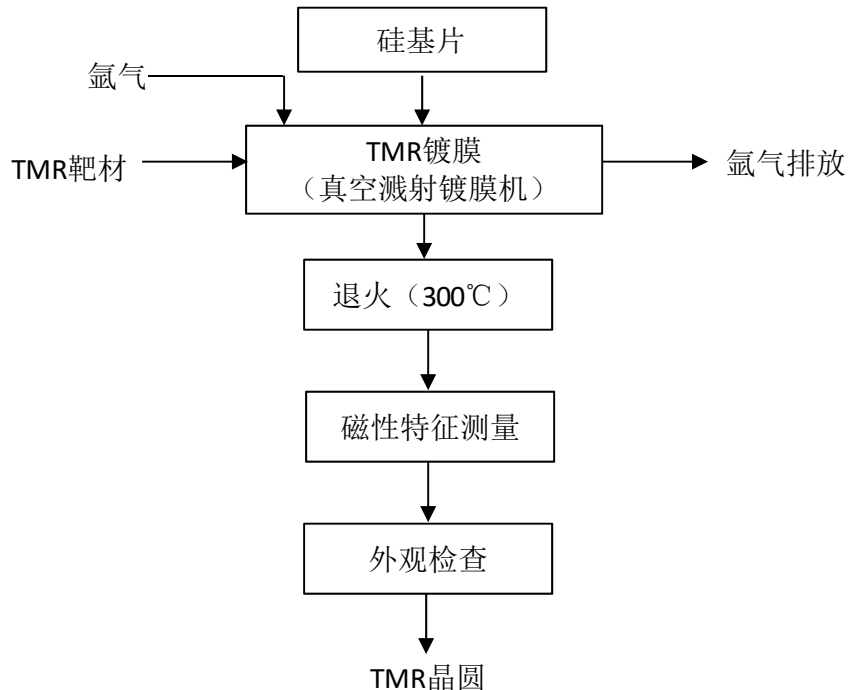 硅基片
氩气
TMR靶材
TMR镀膜
（真空溅射镀膜机）
氩气排放
退火（300℃）
磁性特征测量
外观检查
TMR晶圆